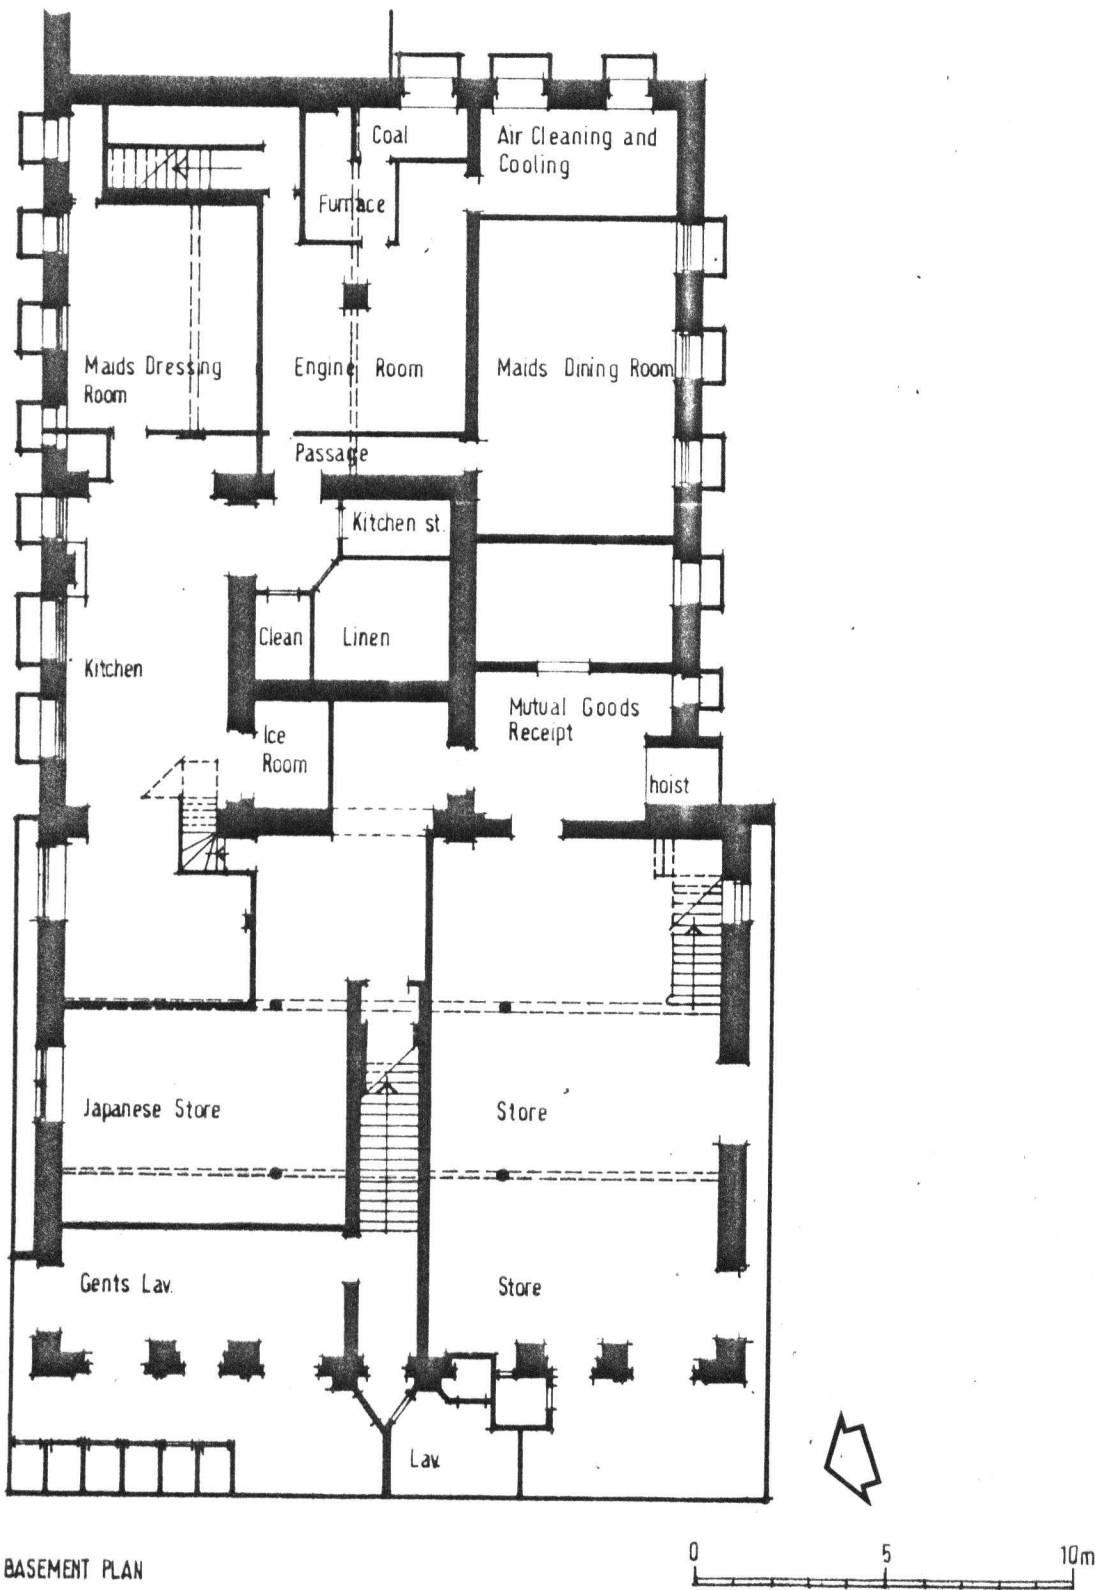 Coal
Air Cleaning and
Cooling
Furnace
Maids Dressing
Room
Engine Room
Maids Dining Room
Passage
Kitchen st.
Clean
Linen
Kitchen
Mutual Goods
Receipt
Ice
Room
hoist
Japanese Store
Store
Gents Lav.
Store
Lav.
BASEMENT PLAN
0 5 10m